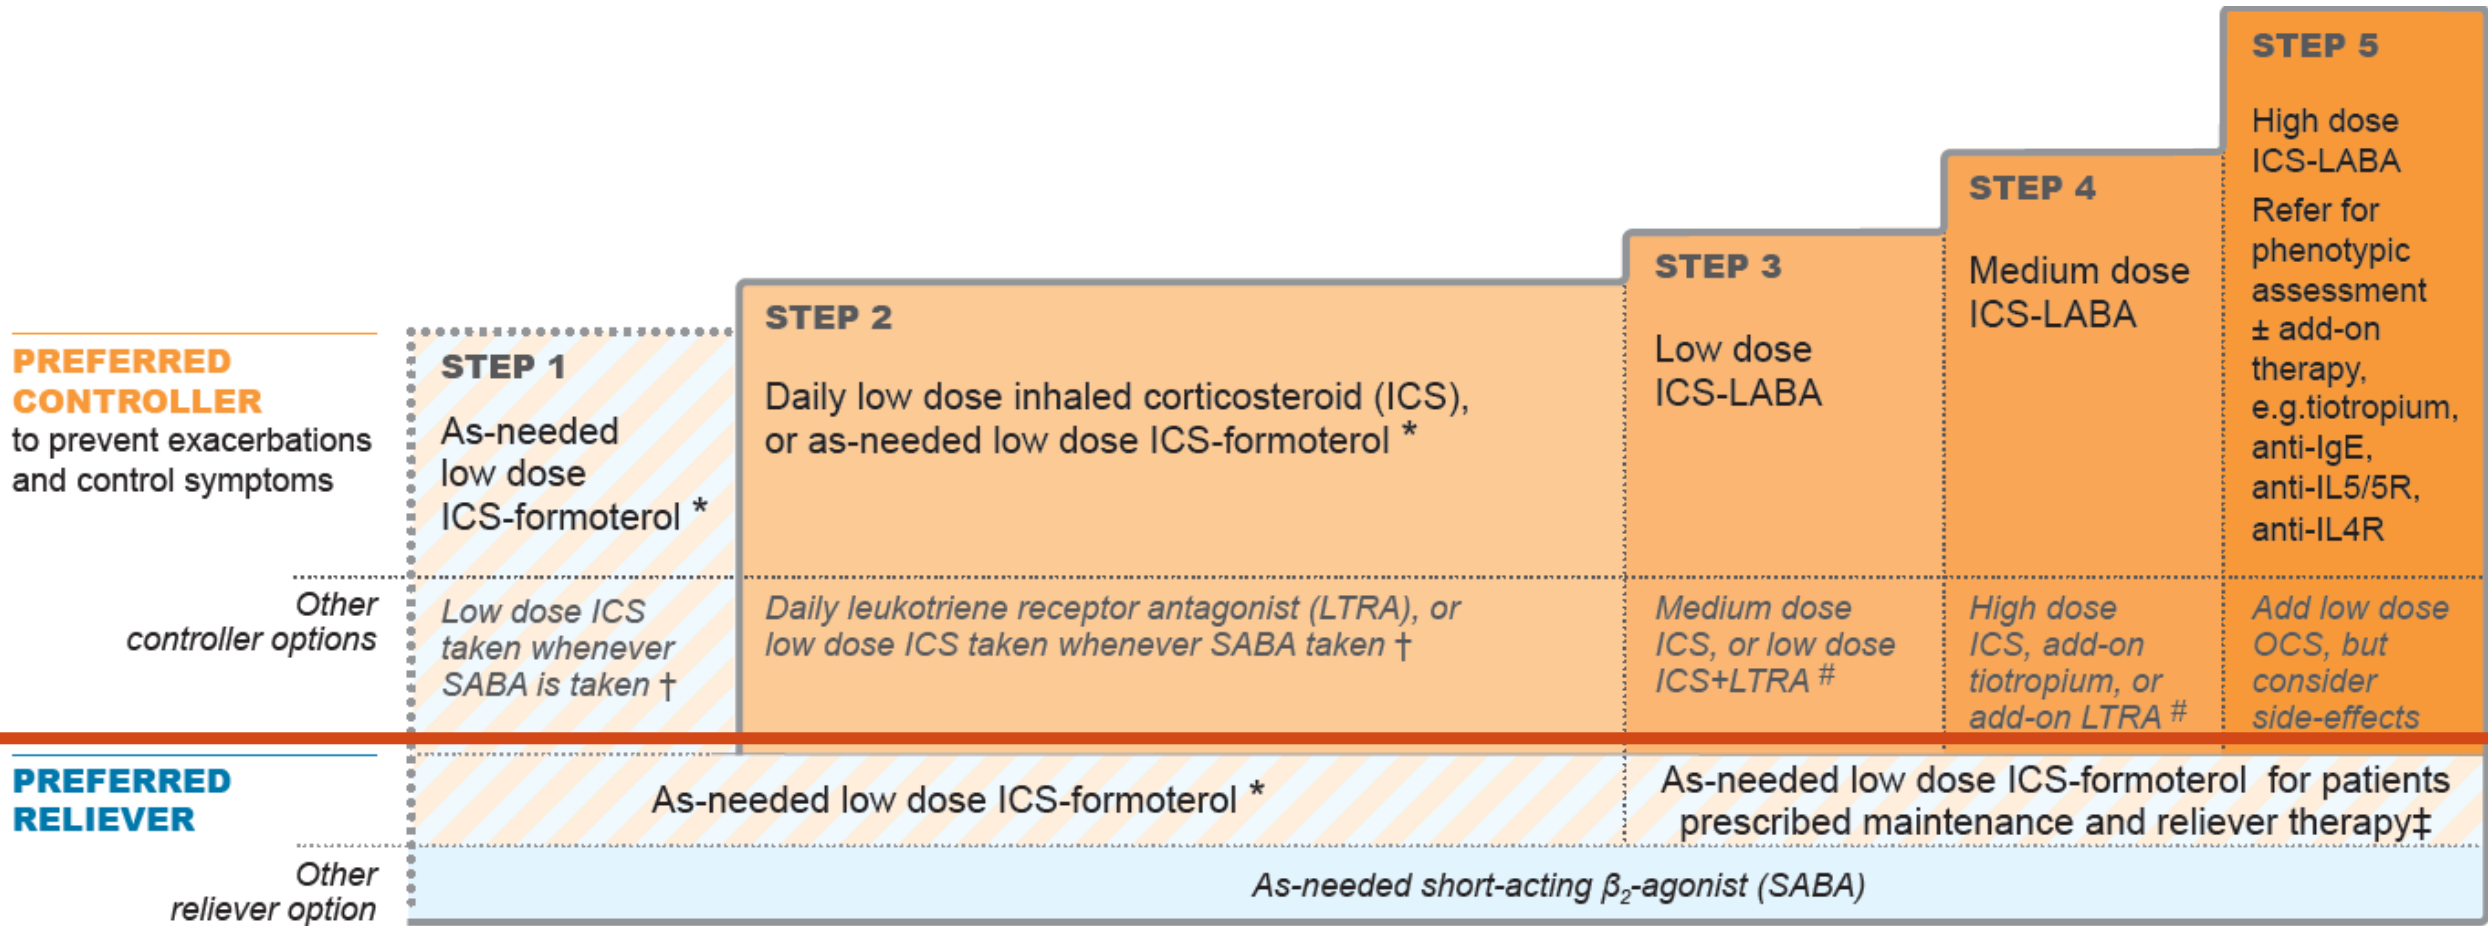 STEP 5
High dose
ICS-LABA
Refer for
phenotypic
assessment
± add-on
therapy,
e.g.tiotropium,
anti-IgE,
anti-IL5/5R,
anti-IL4R
STEP 4
Medium dose
ICS-LABA
STEP 3
Low dose
ICS-LABA
STEP 2
Daily low dose inhaled corticosteroid (ICS),
or as-needed low dose ICS-formoterol *
STEP 1
As-needed
low dose
ICS-formoterol *
PREFERRED
CONTROLLER
to prevent exacerbations
and control symptoms
Other
controller options
Low dose ICS
taken whenever
SABA is taken †
Daily leukotriene receptor antagonist (LTRA), or
low dose ICS taken whenever SABA taken †
Medium dose
ICS, or low dose
ICS+LTRA #
High dose
ICS, add-on
tiotropium, or
add-on LTRA #
Add low dose
OCS, but
consider
side-effects
PREFERRED
RELIEVER
As-needed low dose ICS-formoterol *
As-needed low dose ICS-formoterol for patients
prescribed maintenance and reliever therapy‡
Other
reliever option
As-needed short-acting β₂-agonist (SABA)